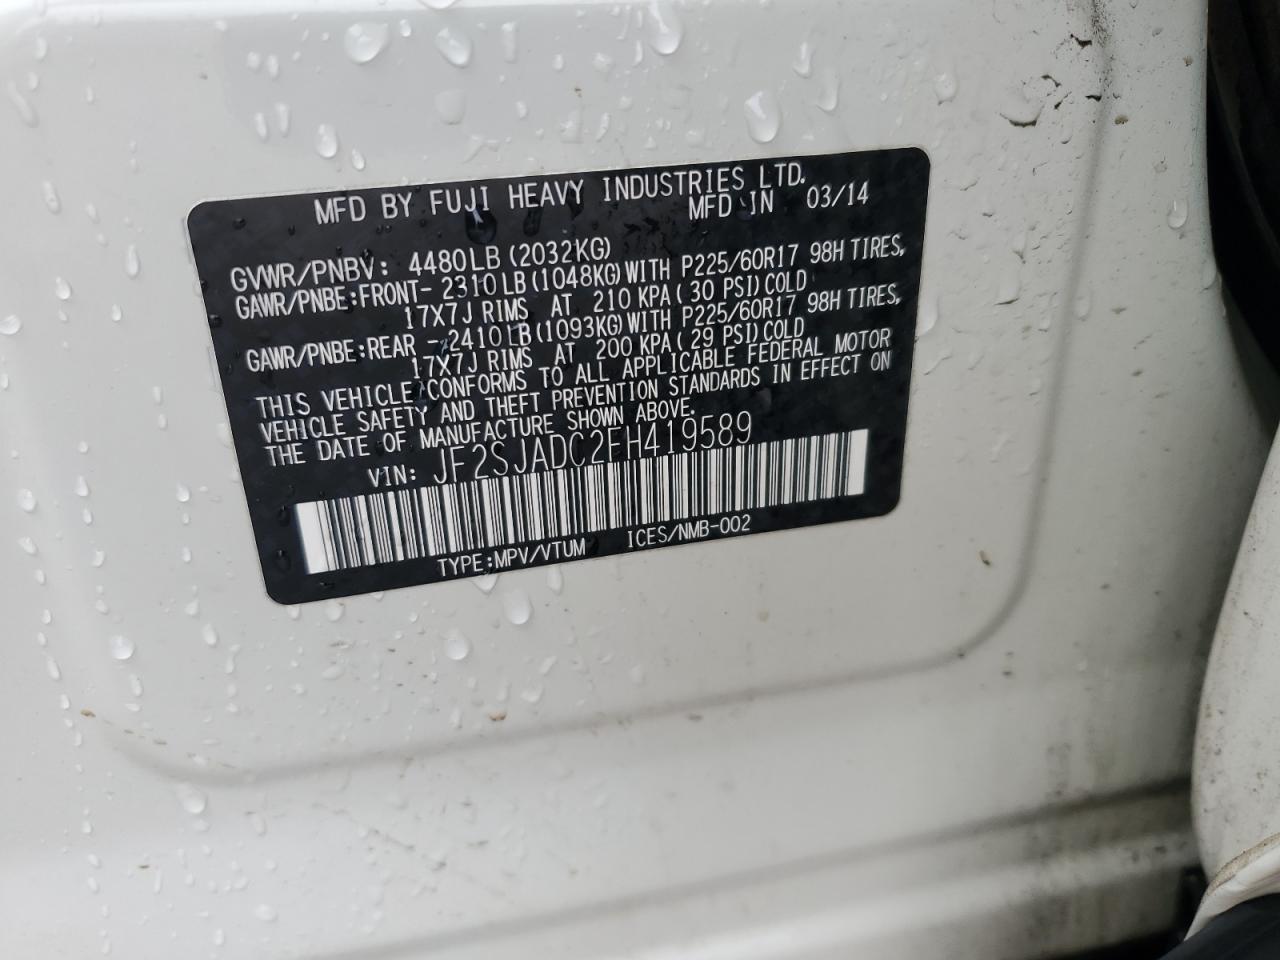 MFD BY FUJI HEAVY INDUSTRIES LTD.
MFD IN 03/14
GVWR/PNBV: 4480LB (2032KG)
GAWR/PNBE:FRONT- 2310LB(1048KG)WITH P225/60R17 98H TIRES,
17X7J RIMS AT 210 KPA(30 PSI)COLD
GAWR/PNBE:REAR - 2410LB(1093KG)WITH P225/60R17 98H TIRES,
17X7J RIMS AT 200 KPA(29 PSI)COLD
THIS VEHICLE CONFORMS TO ALL APPLICABLE FEDERAL MOTOR
VEHICLE SAFETY AND THEFT PREVENTION STANDARDS IN EFFECT ON
THE DATE OF MANUFACTURE SHOWN ABOVE.
VIN: JF2SJADC2EH419589
TYPE:MPV/VTUM ICES/NMB-002